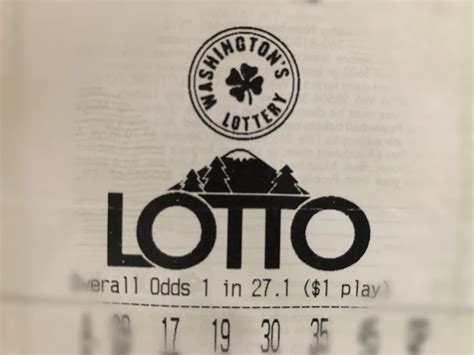 WASHINGTON'S
LOTTERY
LOTTO
Overall Odds 1 in 27.1 ($1 play)
17 19 30 35